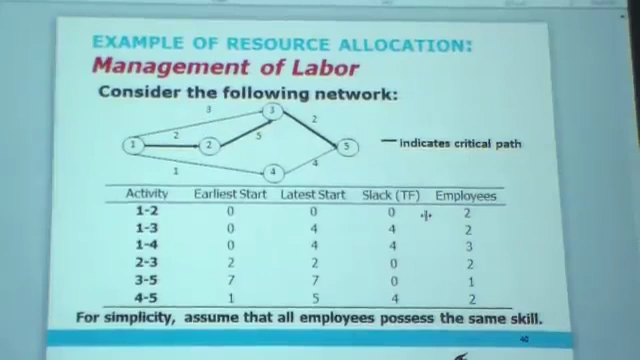 EXAMPLE OF RESOURCE ALLOCATION:
Management of Labor
Consider the following network:
3
3
2
2
5
1
2
5
4
1
4
Indicates critical path
Activity Earliest Start Latest Start Slack (TF) Employees
1-2 0 0 0 2
1-3 0 4 4 2
1-4 0 4 4 3
2-3 2 2 0 2
3-5 7 7 0 1
4-5 1 5 4 2
For simplicity, assume that all employees possess the same skill.